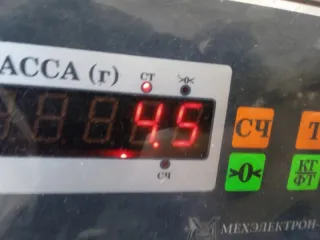 АССА (г)
СТ >0<
4.5
СЧ
СЧ Т
>0< КГ
ФТ
МЕХЭЛЕКТРОН-